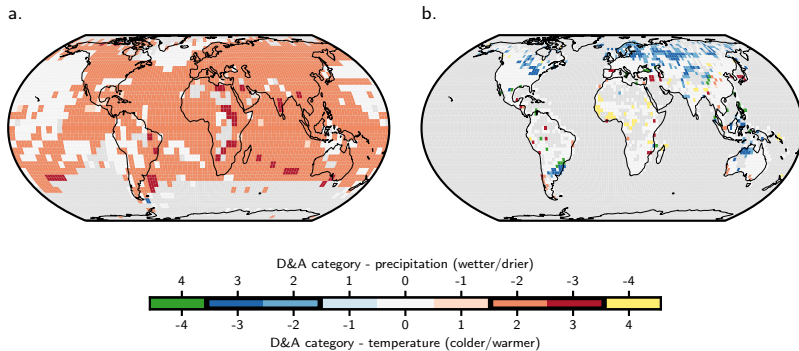 a.
b.
D&A category - precipitation (wetter/drier)
4 3 2 1 0 -1 -2 -3 -4
-4 -3 -2 -1 0 1 2 3 4
D&A category - temperature (colder/warmer)